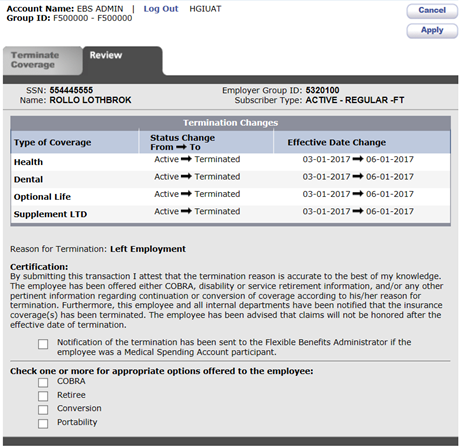 Account Name: EBS ADMIN | Log Out HGIUAT
Group ID: F500000 - F500000
Cancel
Apply
Terminate Coverage
Review
SSN: 554445555 Employer Group ID: 5320100
Name: ROLLO LOTHBROK Subscriber Type: ACTIVE - REGULAR -FT
Termination Changes
Type of Coverage Status Change From ➔ To Effective Date Change
Health Active ➔ Terminated 03-01-2017 ➔ 06-01-2017
Dental Active ➔ Terminated 03-01-2017 ➔ 06-01-2017
Optional Life Active ➔ Terminated 03-01-2017 ➔ 06-01-2017
Supplement LTD Active ➔ Terminated 03-01-2017 ➔ 06-01-2017
Reason for Termination: Left Employment
Certification:
By submitting this transaction I attest that the termination reason is accurate to the best of my knowledge.
The employee has been offered either COBRA, disability or service retirement information, and/or any other
pertinent information regarding continuation or conversion of coverage according to his/her reason for
termination. Furthermore, this employee and all internal departments have been notified that the insurance
coverage(s) has been terminated. The employee has been advised that claims will not be honored after the
effective date of termination.
Notification of the termination has been sent to the Flexible Benefits Administrator if the
employee was a Medical Spending Account participant.
Check one or more for appropriate options offered to the employee:
COBRA
Retiree
Conversion
Portability